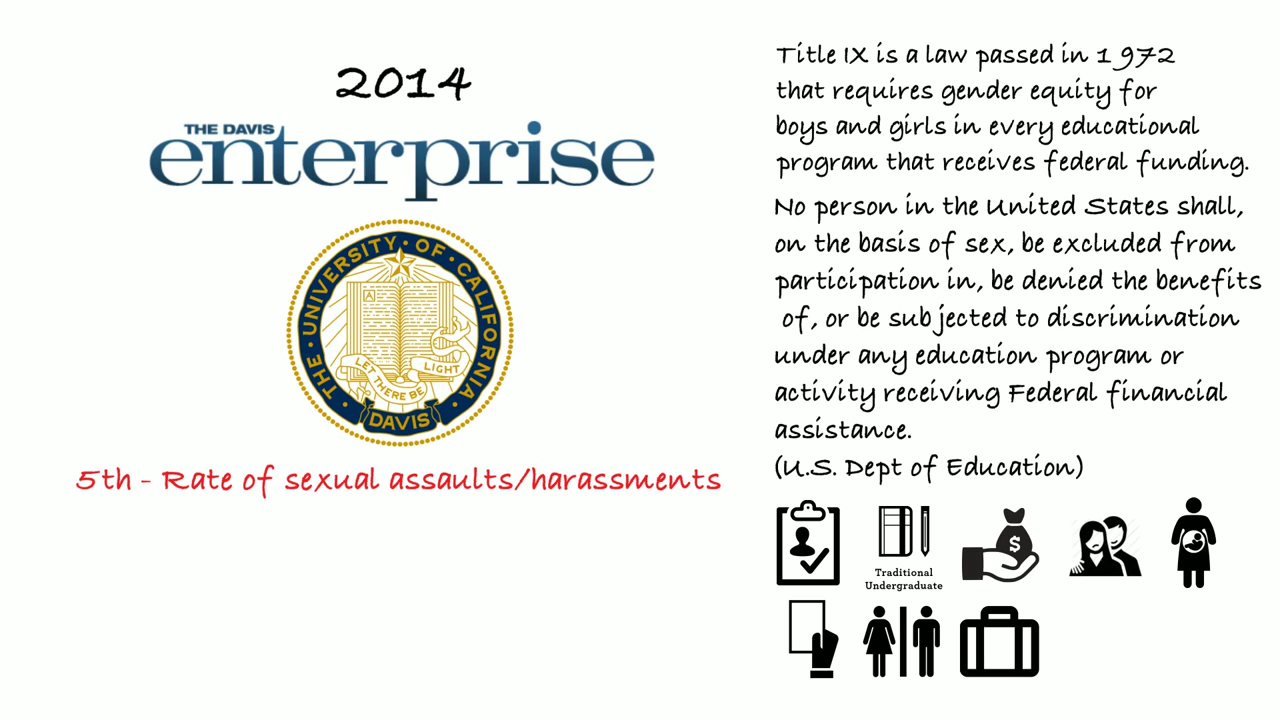 2014
THE DAVIS
enterprise
THE · UNIVERSITY · OF · CALIFORNIA
A
LET THERE BE
LIGHT
DAVIS
5th - Rate of sexual assaults/harassments
Title IX is a law passed in 1972
that requires gender equity for
boys and girls in every educational
program that receives federal funding.
No person in the United States shall,
on the basis of sex, be excluded from
participation in, be denied the benefits
of, or be subjected to discrimination
under any education program or
activity receiving Federal financial
assistance.
(U.S. Dept of Education)
$
Traditional
Undergraduate